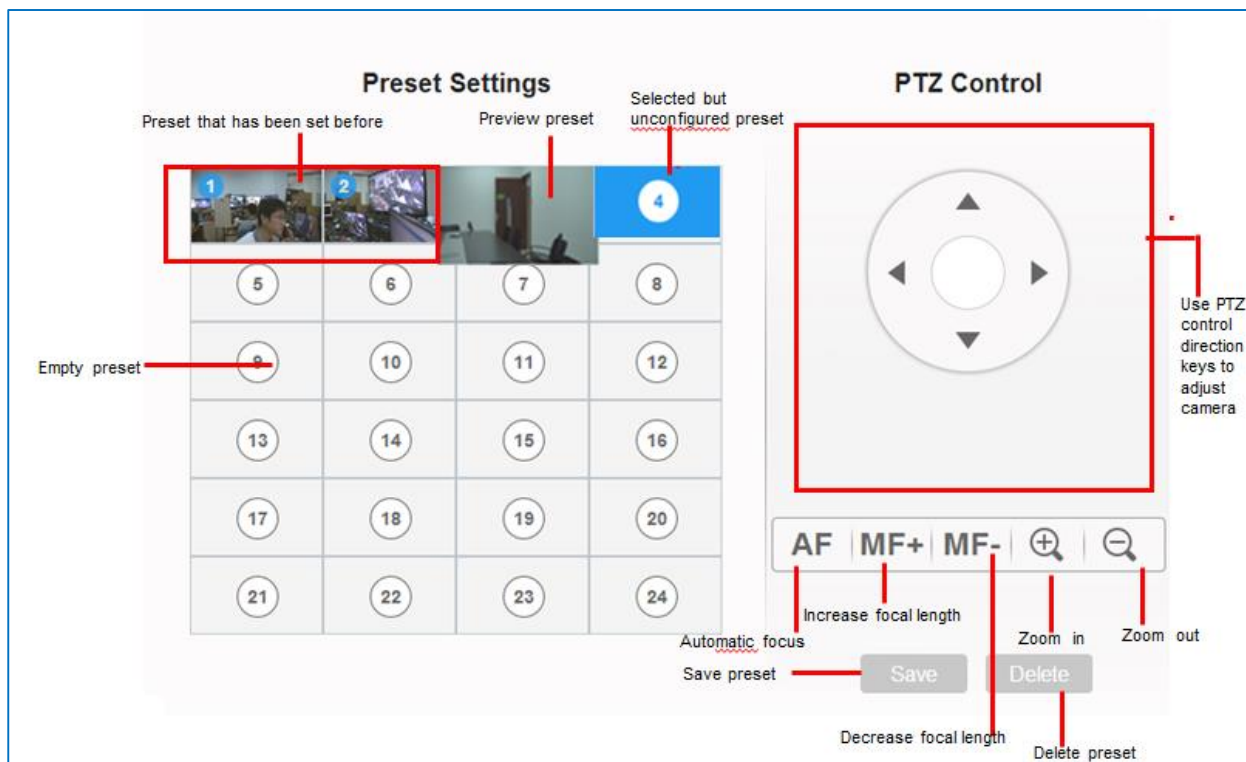 Preset Settings
PTZ Control
Preset that has been set before
Preview preset
Selected but
unconfigured preset
1
2
4
5
6
7
8
Use PTZ
control
direction
keys to
adjust
camera
Empty preset
9
10
11
12
13
14
15
16
17
18
19
20
AF
MF+
MF-
21
22
23
24
Increase focal length
Automatic focus
Zoom in
Zoom out
Save preset
Save
Delete
Decrease focal length
Delete preset